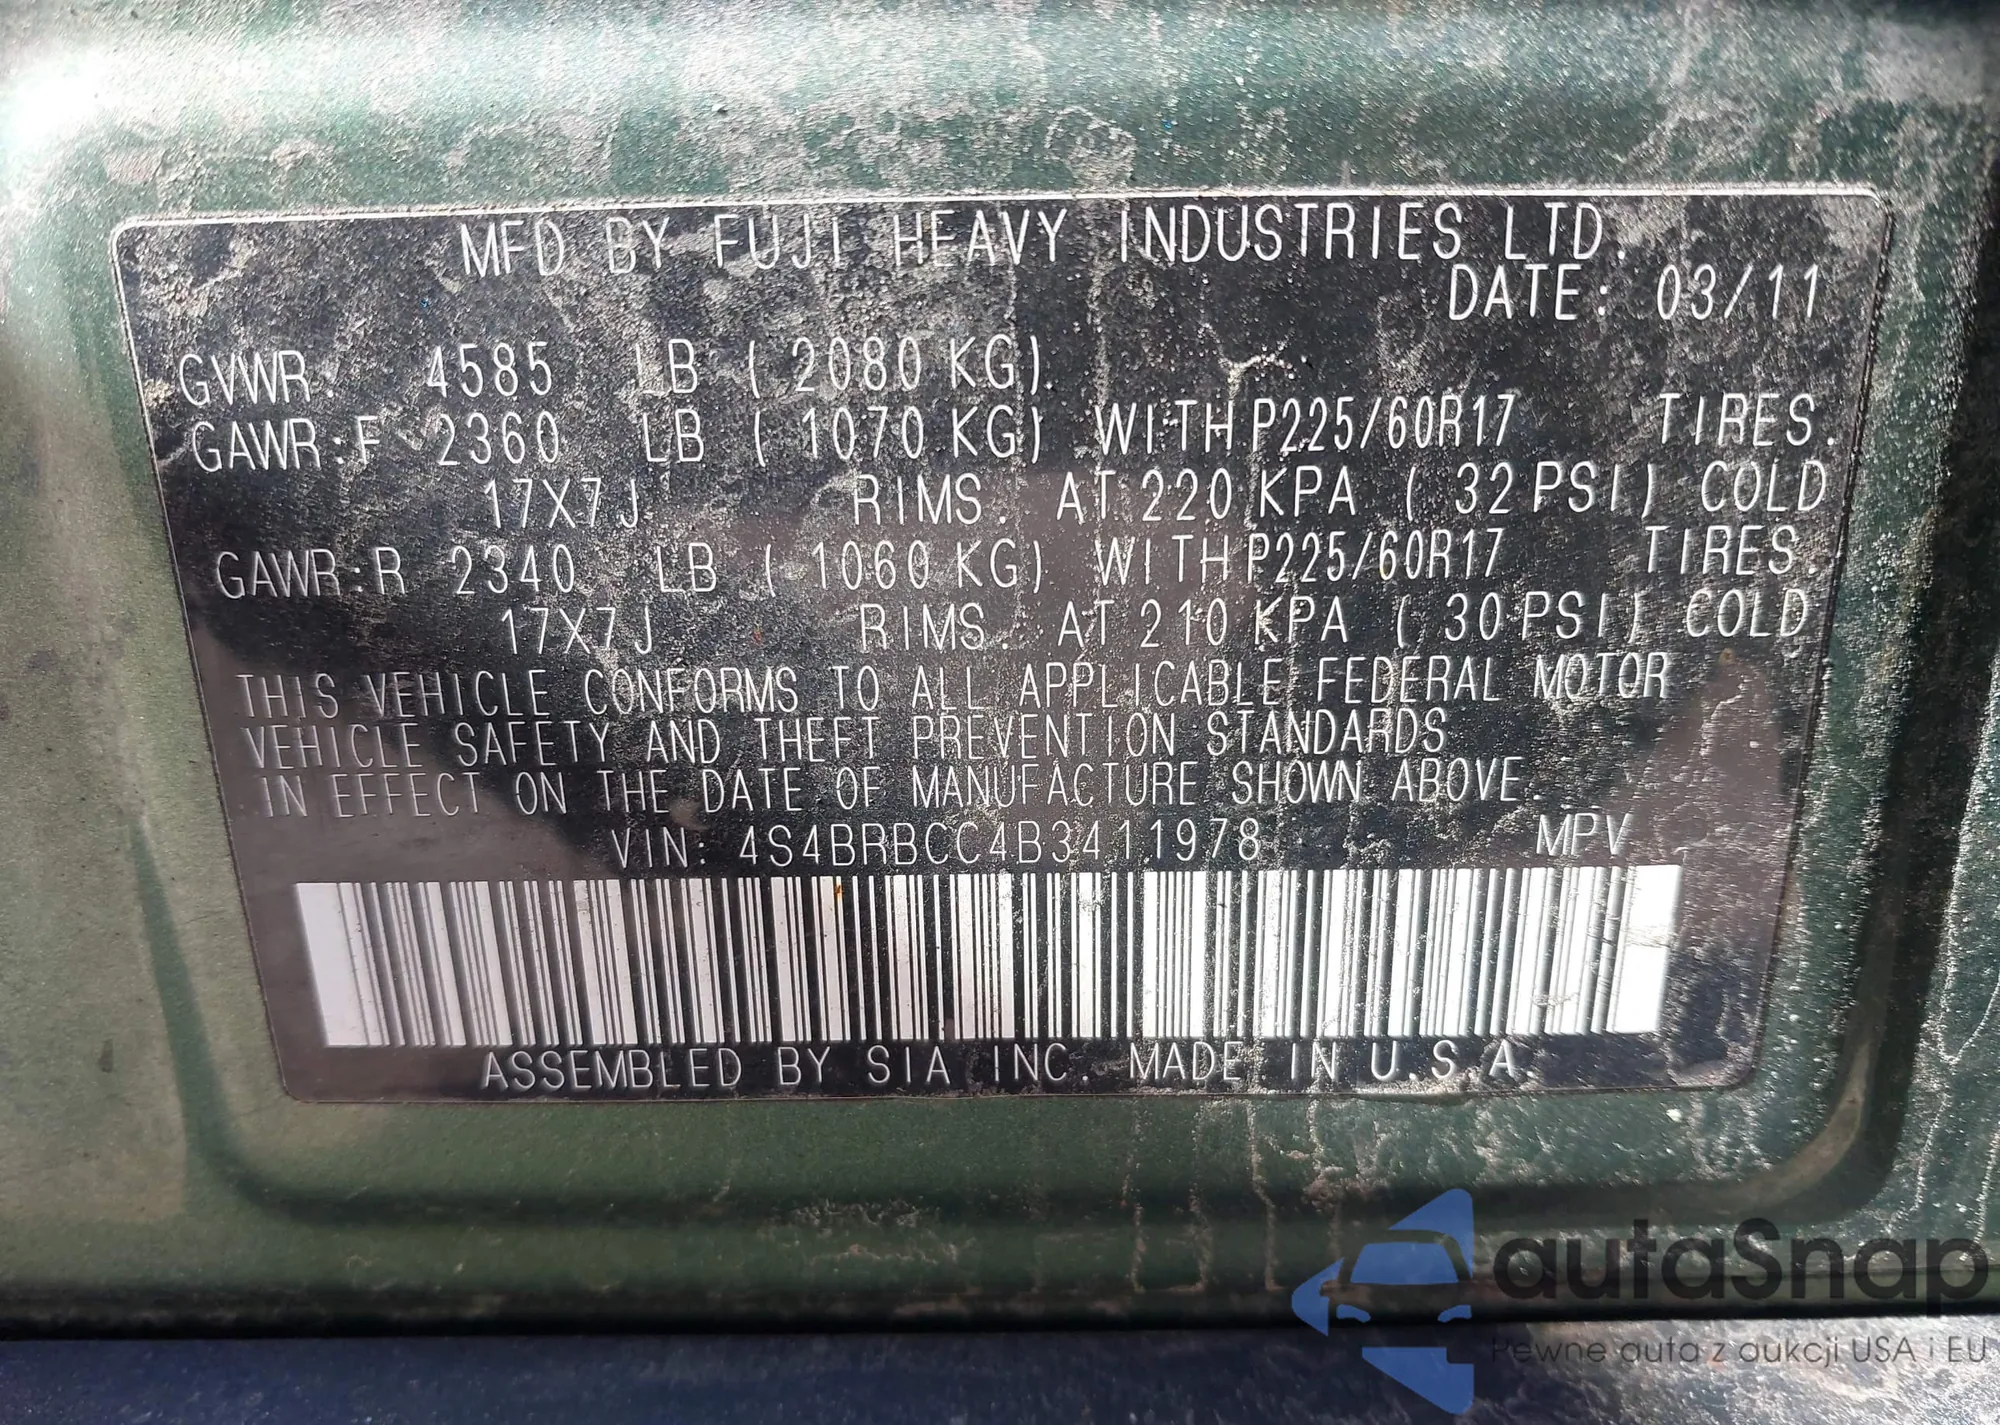 MFD BY FUJI HEAVY INDUSTRIES LTD.
DATE: 03/11
GVWR: 4585 LB ( 2080 KG)
GAWR:F 2360 LB ( 1070 KG) WITH P225/60R17 TIRES.
17X7J RIMS. AT 220 KPA ( 32 PSI) COLD
GAWR:R 2340 LB ( 1060 KG) WITH P225/60R17 TIRES.
17X7J RIMS. AT 210 KPA ( 30 PSI) COLD
THIS VEHICLE CONFORMS TO ALL APPLICABLE FEDERAL MOTOR
VEHICLE SAFETY AND THEFT PREVENTION STANDARDS
IN EFFECT ON THE DATE OF MANUFACTURE SHOWN ABOVE.
VIN: 4S4BRBCC4B3411978 MPV
ASSEMBLED BY SIA INC. MADE IN U.S.A.
autaSnap
Pewne auta z aukcji USA i EU